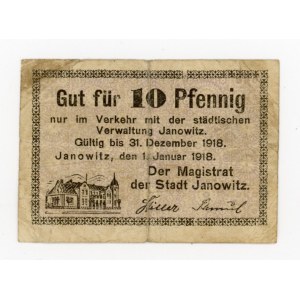 Gut für 10 Pfennig
nur im Verkehr mit der städtischen
Verwaltung Janowitz.
Gültig bis 31. Dezember 1918.
Janowitz, den 1. Januar 1918.
Der Magistrat
der Stadt Janowitz.